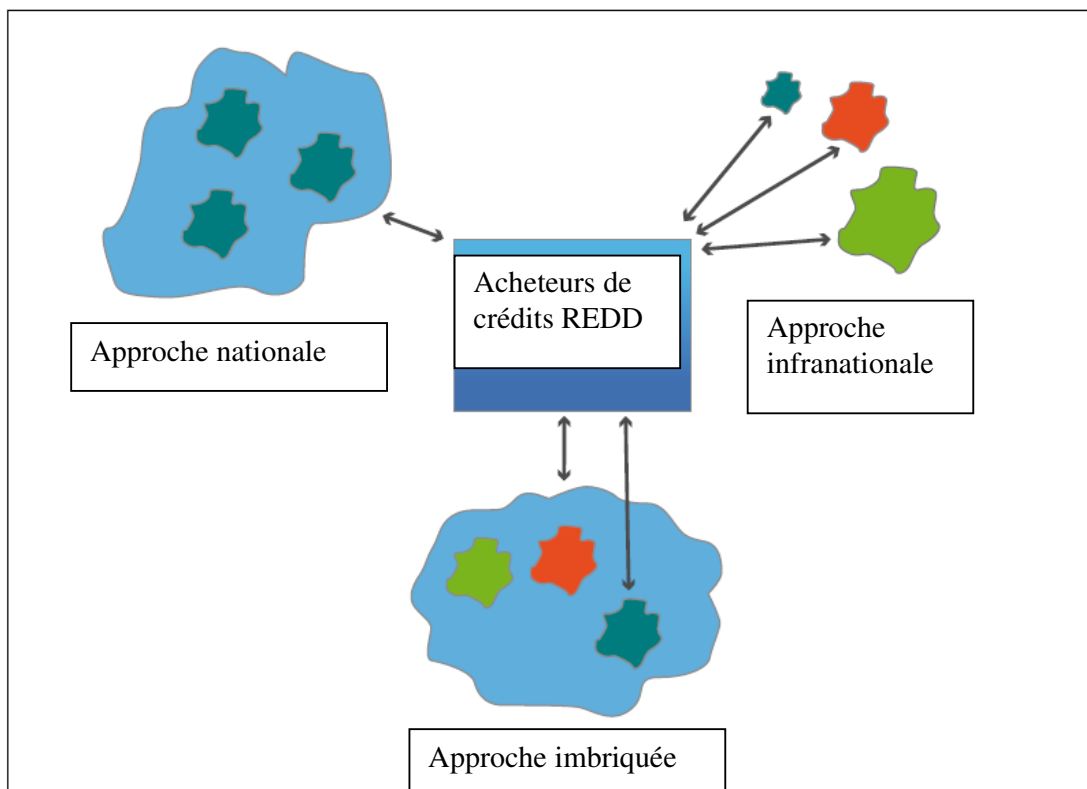 Acheteurs de
crédits REDD
Approche nationale
Approche
infranationale
Approche imbriquée